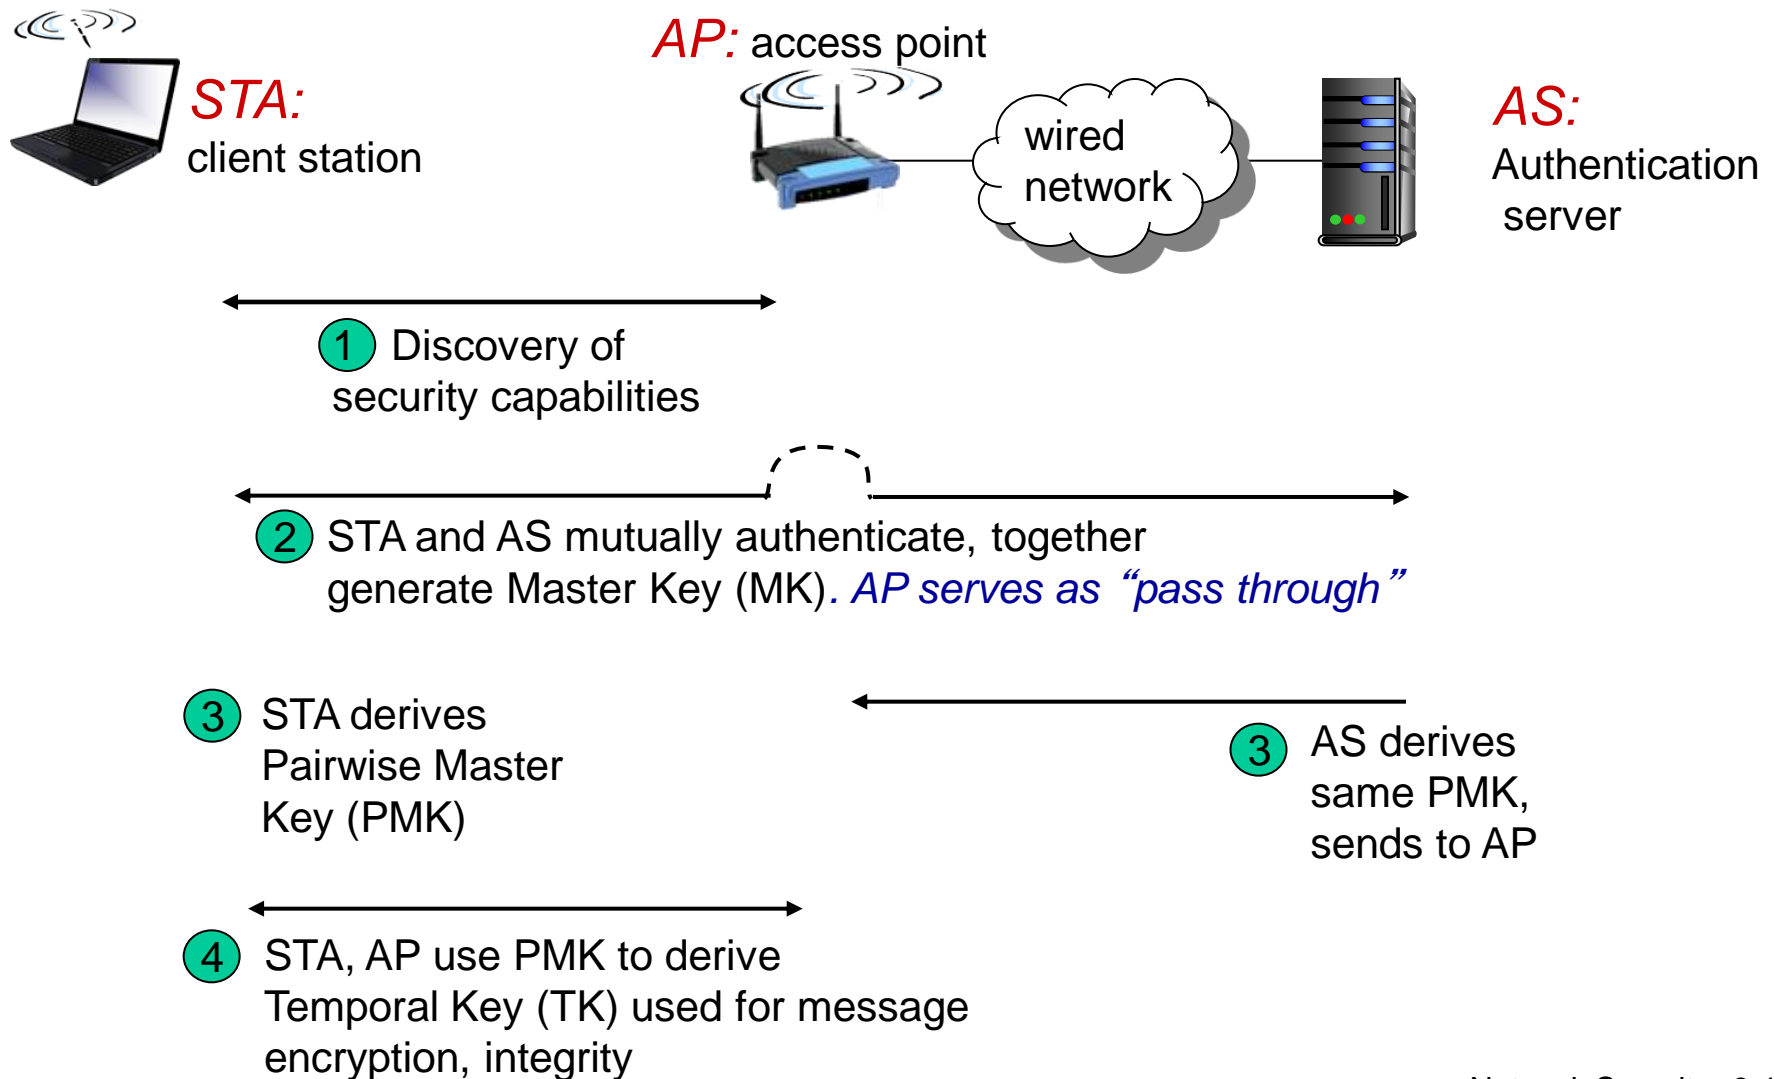 AP: access point
STA:
client station
wired
network
AS:
Authentication
server
1 Discovery of
security capabilities
2 STA and AS mutually authenticate, together
generate Master Key (MK). AP serves as “pass through”
3 STA derives
Pairwise Master
Key (PMK)
3 AS derives
same PMK,
sends to AP
4 STA, AP use PMK to derive
Temporal Key (TK) used for message
encryption, integrity